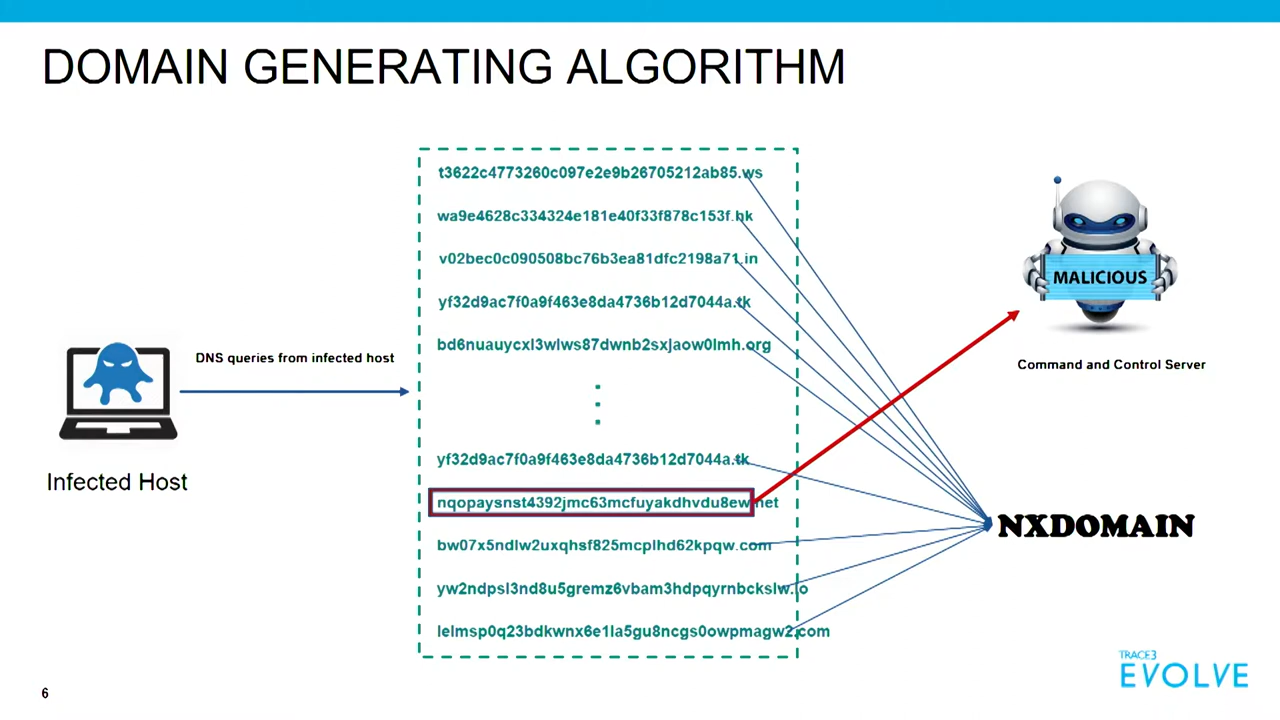 DOMAIN GENERATING ALGORITHM
t3622c4773260c097e2e9b26705212ab85.ws
wa9e4628c334324e181e40f33f878c153f.hk
v02bec0c090508bc76b3ea81dfc2198a71.in
yf32d9ac7f0a9f463e8da4736b12d7044a.tk
bd6nuauycxl3wlws87dwnb2sxjaow0lmh.org
DNS queries from infected host
Infected Host
yf32d9ac7f0a9f463e8da4736b12d7044a.tk
nqopaysnst4392jmc63mcfuyakdhvdu8ew.net
bw07x5ndlw2uxqhsf825mcplhd62kpqw.com
yw2ndpsl3nd8u5gremz6vbam3hdpqyrnbckslw.io
lelmsp0q23bdkwnx6e1la5gu8ncgs0owpmagw2.com
MALICIOUS
Command and Control Server
NXDOMAIN
TRACE3
EVOLVE
6